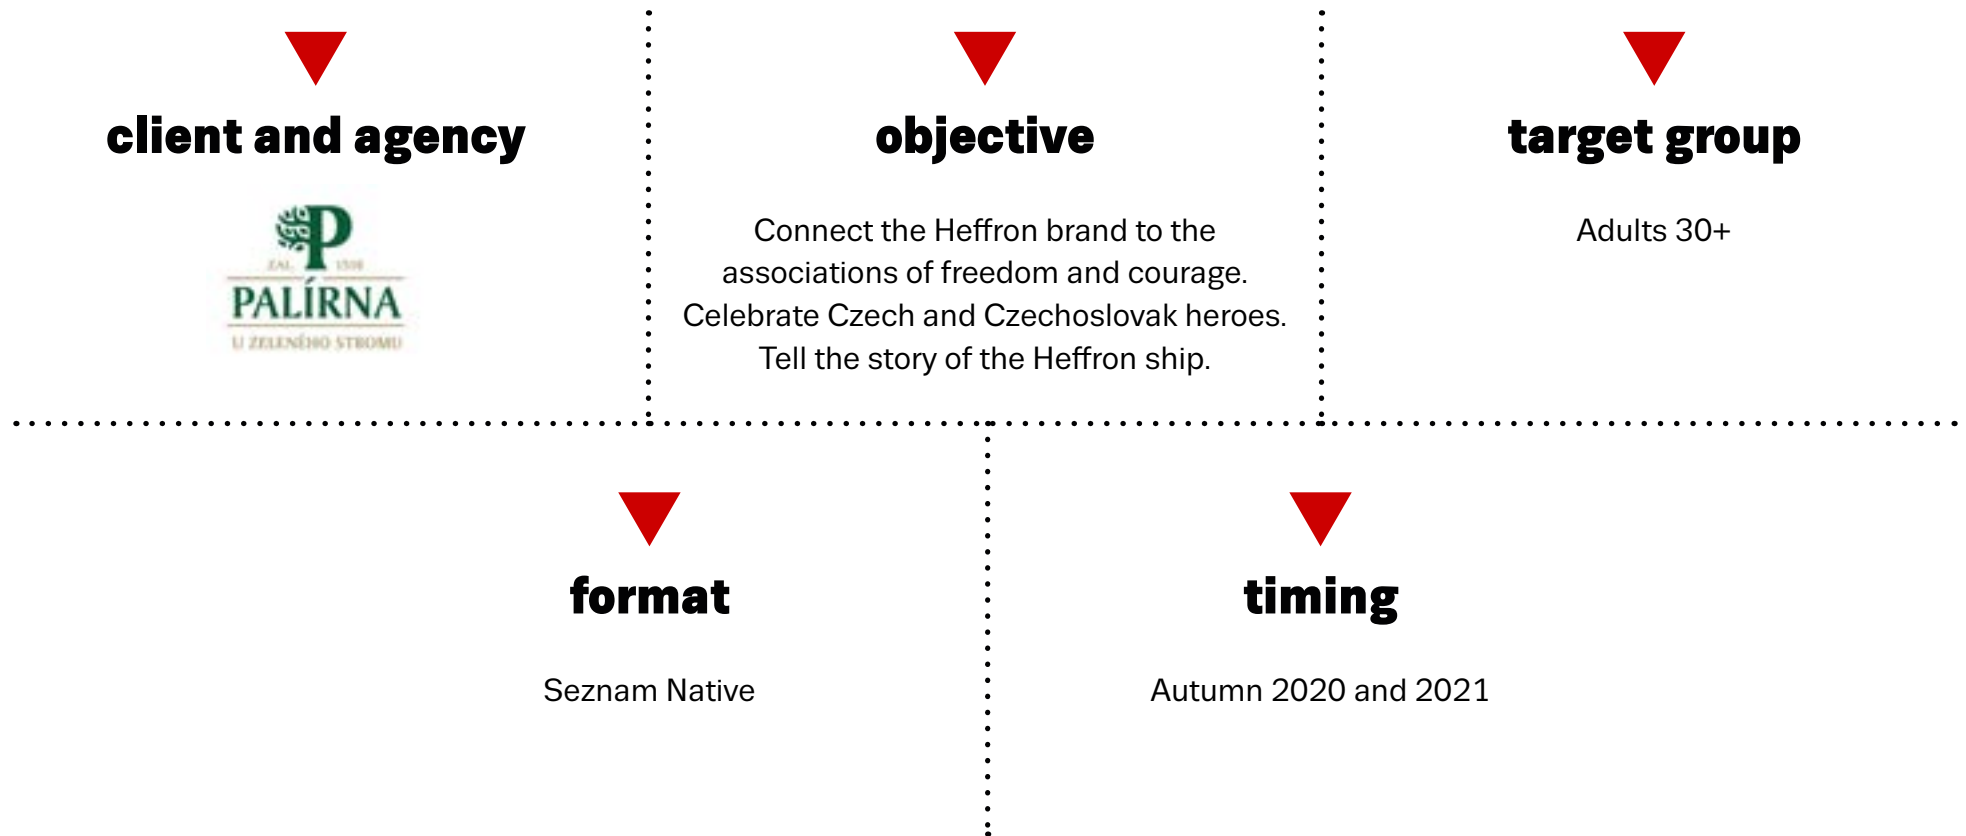 client and agency
P
ZAL. 1518
PALÍRNA
U ZELENÉHO STROMU
objective
Connect the Heffron brand to the
associations of freedom and courage.
Celebrate Czech and Czechoslovak heroes.
Tell the story of the Heffron ship.
target group
Adults 30+
format
Seznam Native
timing
Autumn 2020 and 2021